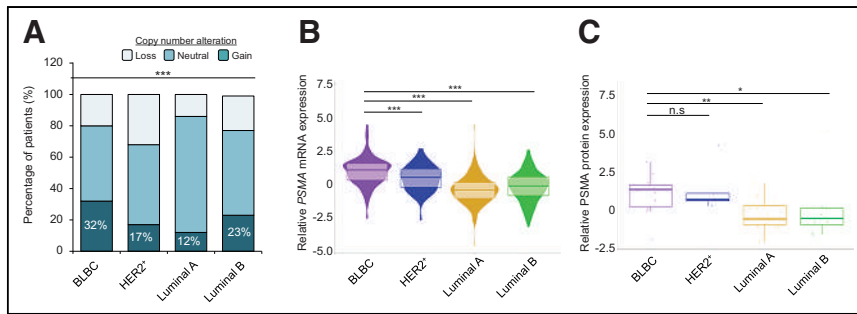 A
Copy number alteration
Loss Neutral Gain
***
Percentage of patients (%)
120
100
80
60
40
20
0
32%
17%
12%
23%
BLBC
HER2⁺
Luminal A
Luminal B
B
Relative PSMA mRNA expression
7.5
5.0
2.5
0
-2.5
-5.0
***
***
***
BLBC
HER2⁺
Luminal A
Luminal B
C
Relative PSMA protein expression
7.5
5.0
2.5
0
-2.5
*
**
n.s
BLBC
HER2⁺
Luminal A
Luminal B